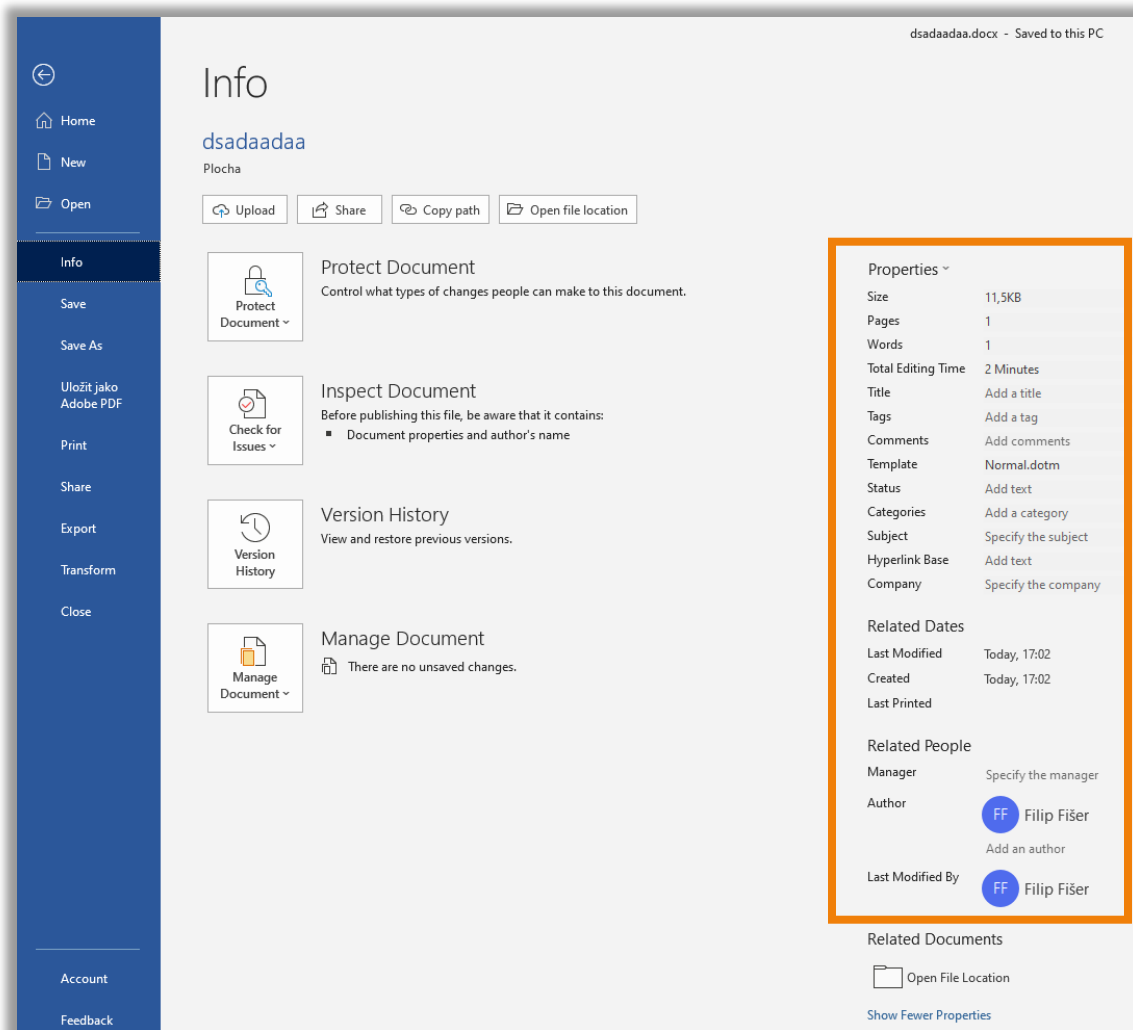 dsadaadaa.docx - Saved to this PC
Info
Home
New
Open
Info
Save
Save As
Uložit jako
Adobe PDF
Print
Share
Export
Transform
Close
Account
Feedback
dsadaadaa
Plocha
Upload
Share
Copy path
Open file location
Protect
Document
Protect Document
Control what types of changes people can make to this document.
Check for
Issues
Inspect Document
Before publishing this file, be aware that it contains:
Document properties and author's name
Version
History
Version History
View and restore previous versions.
Manage
Document
Manage Document
There are no unsaved changes.
Properties
Size 11,5KB
Pages 1
Words 1
Total Editing Time 2 Minutes
Title Add a title
Tags Add a tag
Comments Add comments
Template Normal.dotm
Status Add text
Categories Add a category
Subject Specify the subject
Hyperlink Base Add text
Company Specify the company
Related Dates
Last Modified Today, 17:02
Created Today, 17:02
Last Printed
Related People
Manager Specify the manager
Author FF Filip Fišer
Add an author
Last Modified By FF Filip Fišer
Related Documents
Open File Location
Show Fewer Properties